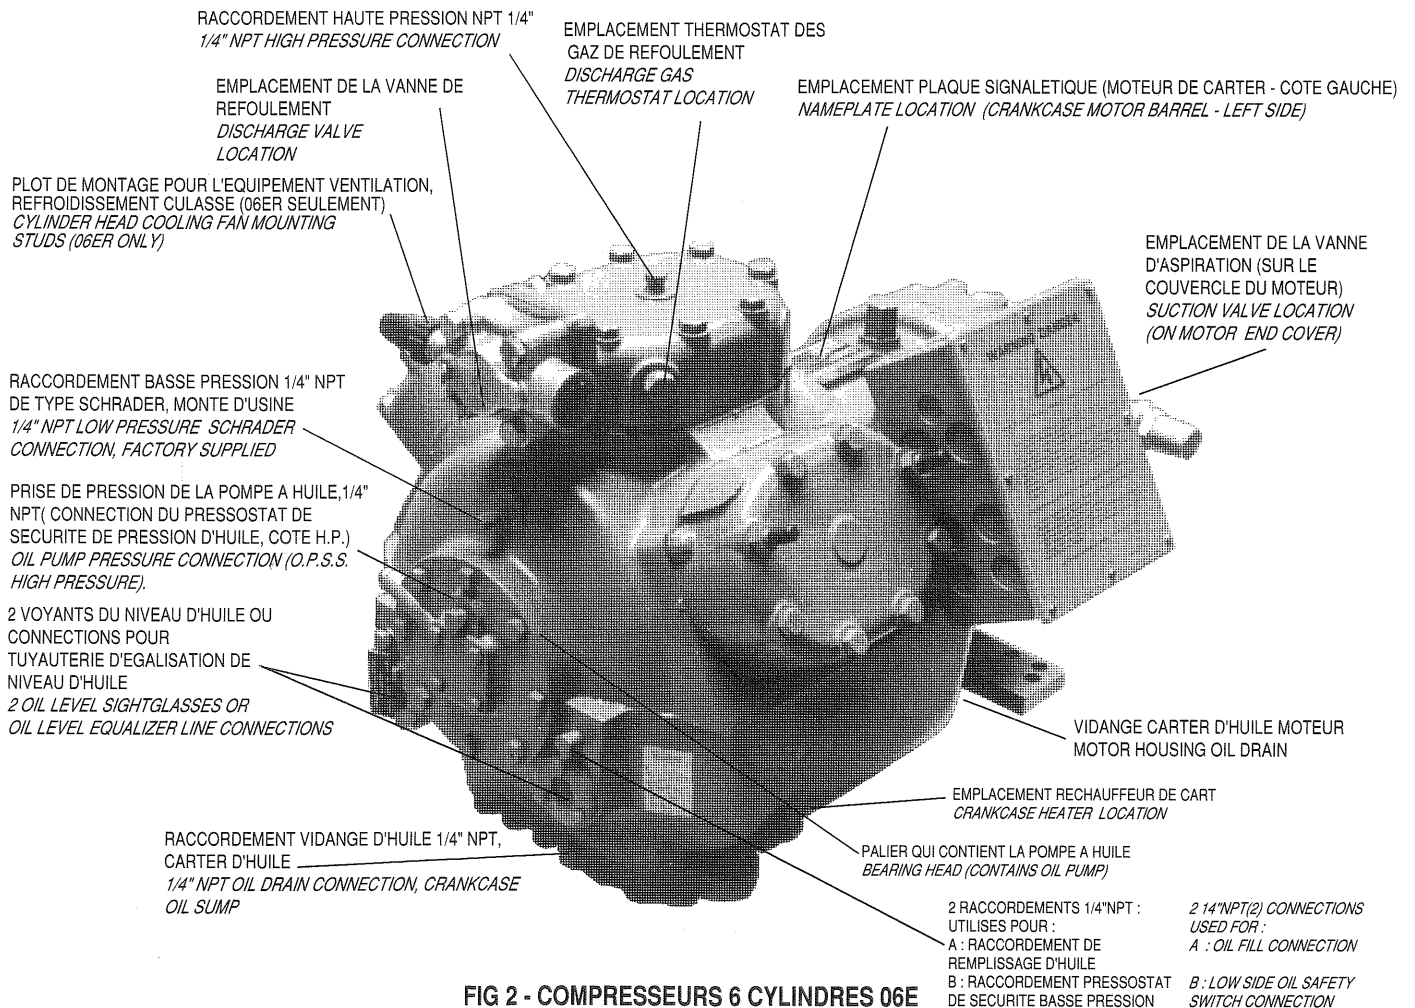 RACCORDEMENT HAUTE PRESSION NPT 1/4"
1/4" NPT HIGH PRESSURE CONNECTION
EMPLACEMENT THERMOSTAT DES
GAZ DE REFOULEMENT
DISCHARGE GAS
THERMOSTAT LOCATION
EMPLACEMENT DE LA VANNE DE
REFOULEMENT
DISCHARGE VALVE
LOCATION
EMPLACEMENT PLAQUE SIGNALETIQUE (MOTEUR DE CARTER - COTE GAUCHE)
NAMEPLATE LOCATION (CRANKCASE MOTOR BARREL - LEFT SIDE)
PLOT DE MONTAGE POUR L'EQUIPEMENT VENTILATION,
REFROIDISSEMENT CULASSE (06ER SEULEMENT)
CYLINDER HEAD COOLING FAN MOUNTING
STUDS (06ER ONLY)
EMPLACEMENT DE LA VANNE
D'ASPIRATION (SUR LE
COUVERCLE DU MOTEUR)
SUCTION VALVE LOCATION
(ON MOTOR END COVER)
RACCORDEMENT BASSE PRESSION 1/4" NPT
DE TYPE SCHRADER, MONTE D'USINE
1/4" NPT LOW PRESSURE SCHRADER
CONNECTION, FACTORY SUPPLIED
PRISE DE PRESSION DE LA POMPE A HUILE,1/4"
NPT( CONNECTION DU PRESSOSTAT DE
SECURITE DE PRESSION D'HUILE, COTE H.P.)
OIL PUMP PRESSURE CONNECTION (O.P.S.S.
HIGH PRESSURE).
2 VOYANTS DU NIVEAU D'HUILE OU
CONNECTIONS POUR
TUYAUTERIE D'EGALISATION DE
NIVEAU D'HUILE
2 OIL LEVEL SIGHTGLASSES OR
OIL LEVEL EQUALIZER LINE CONNECTIONS
VIDANGE CARTER D'HUILE MOTEUR
MOTOR HOUSING OIL DRAIN
EMPLACEMENT RECHAUFFEUR DE CART
CRANKCASE HEATER LOCATION
RACCORDEMENT VIDANGE D'HUILE 1/4" NPT,
CARTER D'HUILE
1/4" NPT OIL DRAIN CONNECTION, CRANKCASE
OIL SUMP
PALIER QUI CONTIENT LA POMPE A HUILE
BEARING HEAD (CONTAINS OIL PUMP)
2 RACCORDEMENTS 1/4"NPT :
UTILISES POUR :
A : RACCORDEMENT DE
REMPLISSAGE D'HUILE
B : RACCORDEMENT PRESSOSTAT
DE SECURITE BASSE PRESSION
2 14"NPT(2) CONNECTIONS
USED FOR :
A : OIL FILL CONNECTION
B : LOW SIDE OIL SAFETY
SWITCH CONNECTION
FIG 2 - COMPRESSEURS 6 CYLINDRES 06E